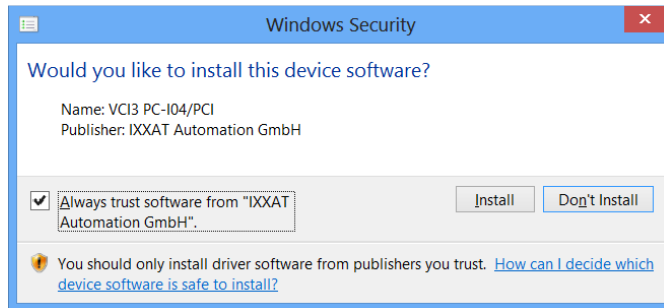 Windows Security
Would you like to install this device software?
Name: VCI3 PC-I04/PCI
Publisher: IXXAT Automation GmbH
Always trust software from "IXXAT
Automation GmbH".
Install
Don't Install
You should only install driver software from publishers you trust. How can I decide which
device software is safe to install?